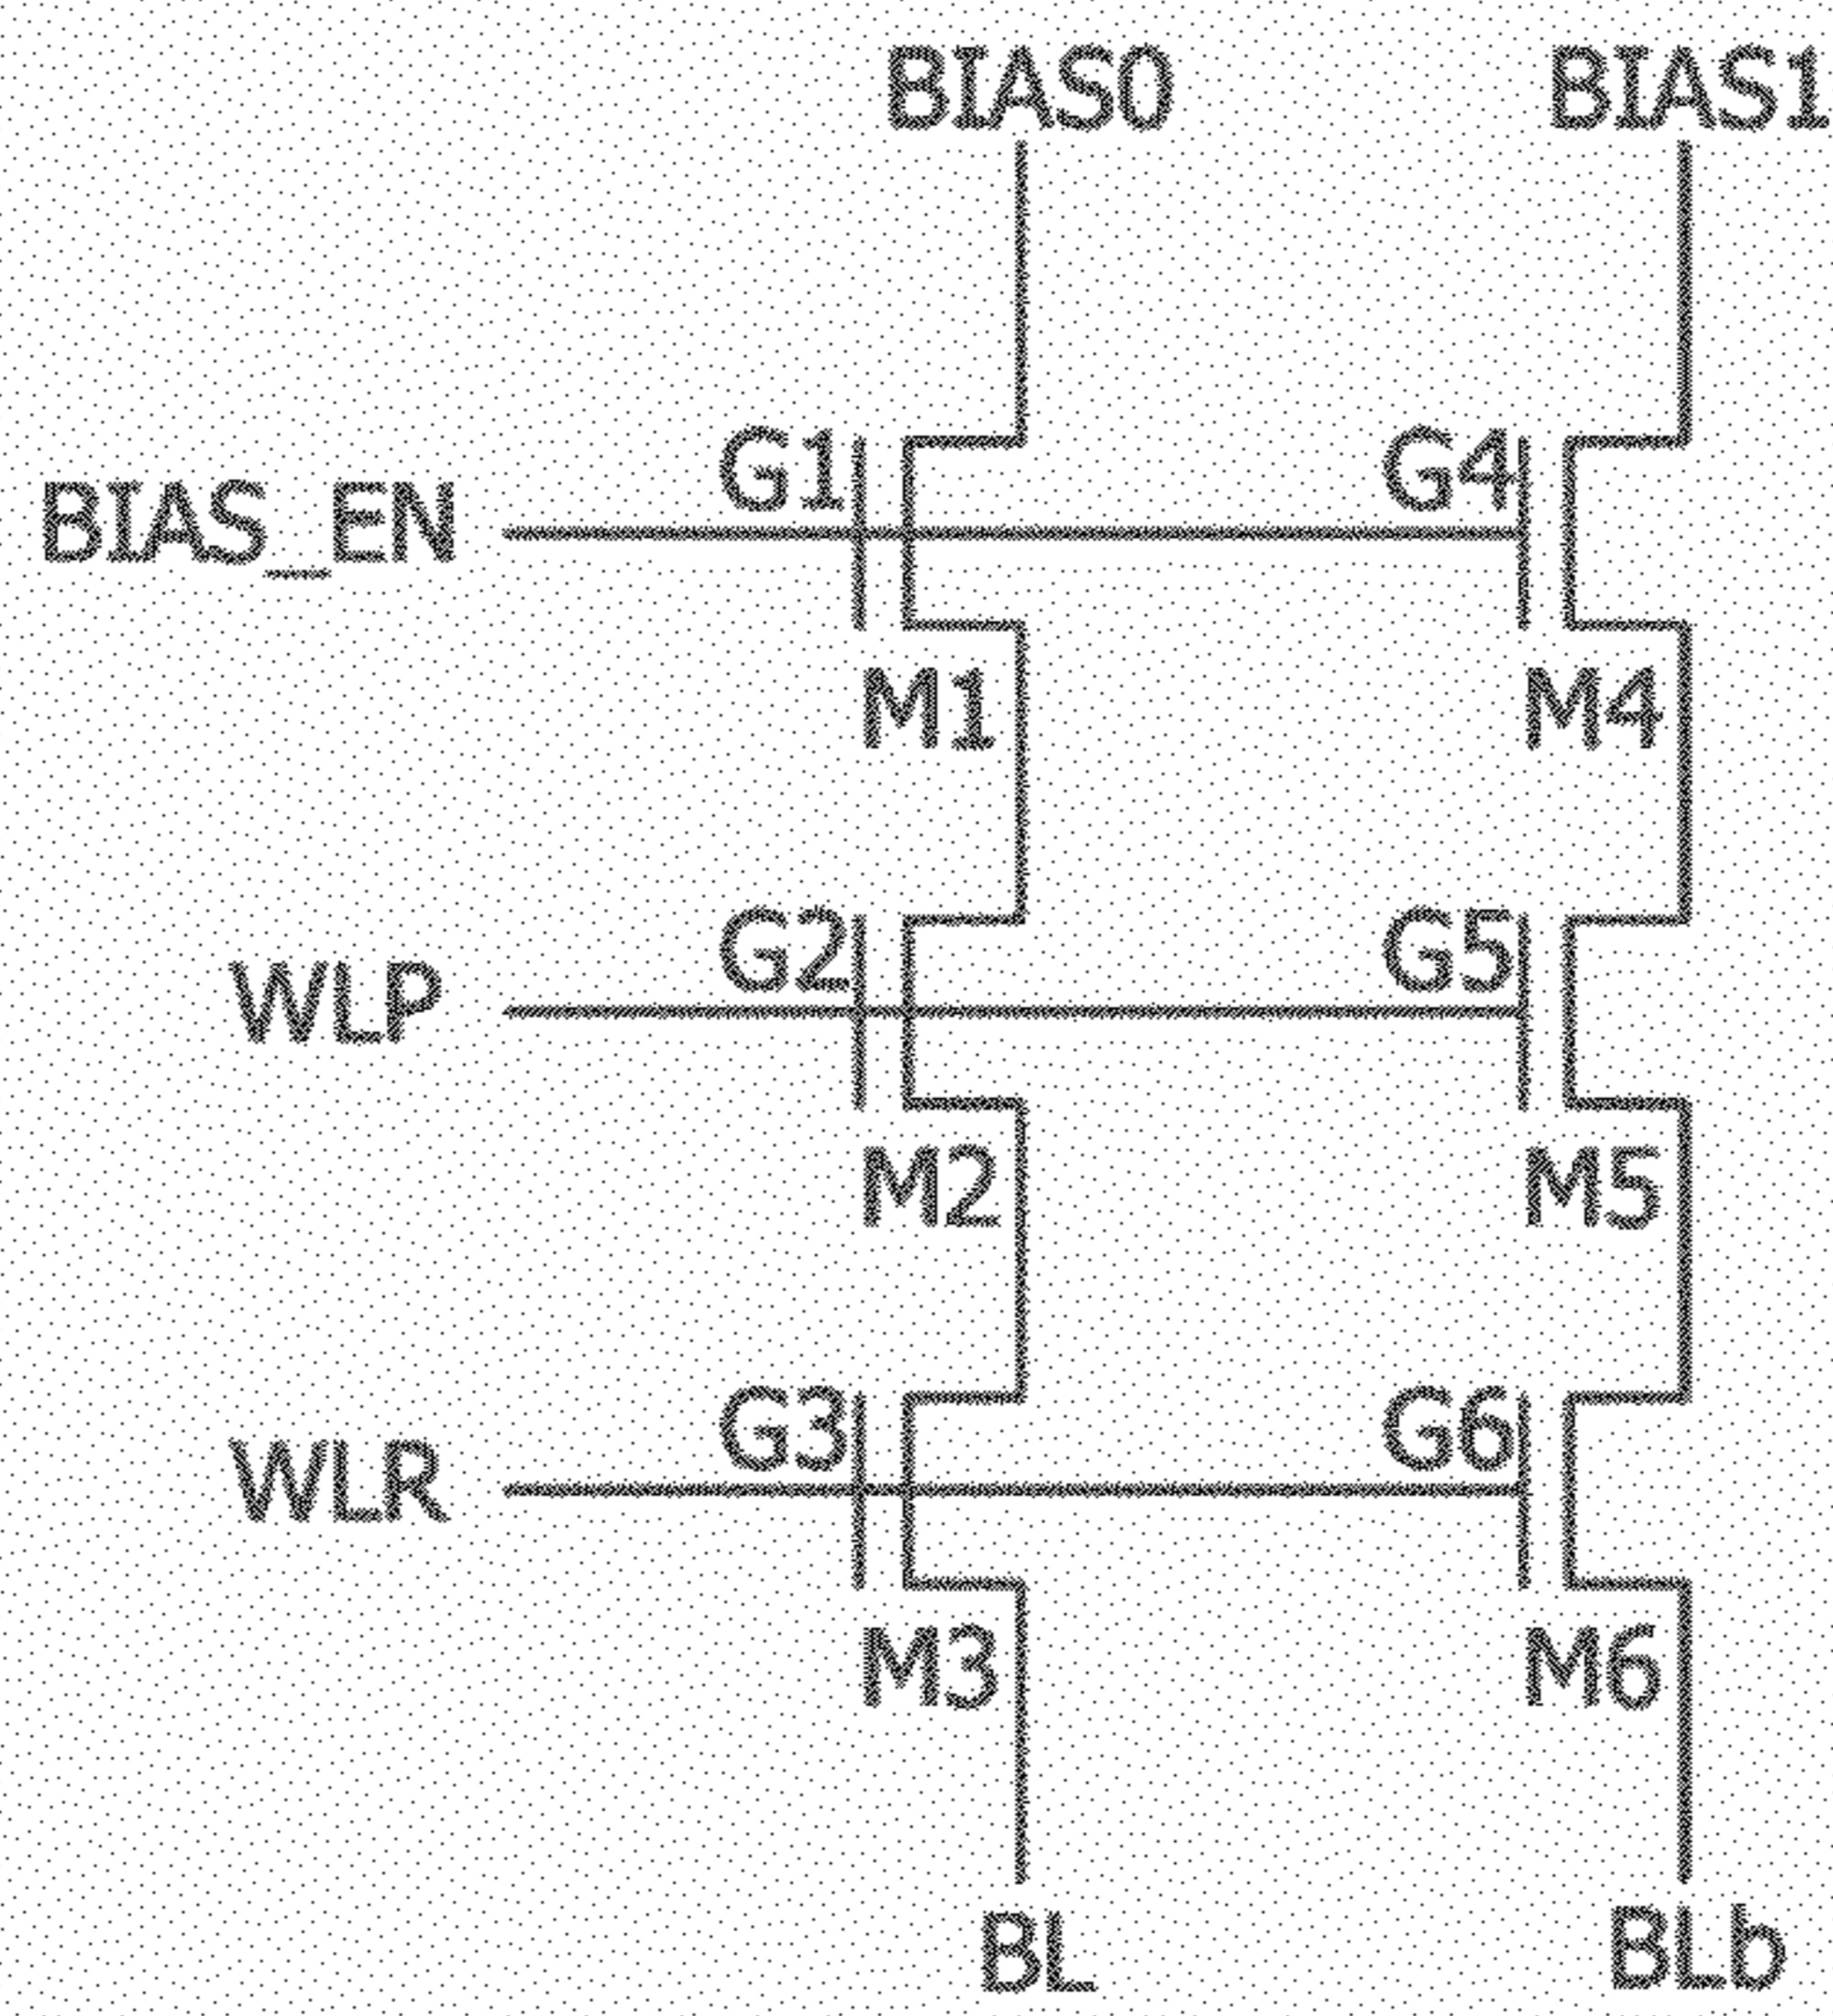 BIAS0 BIAS1
G1 G4
BIAS_EN
M1 M4
G2 G5
WLP
M2 M5
G3 G6
WLR
M3 M6
BL BLb